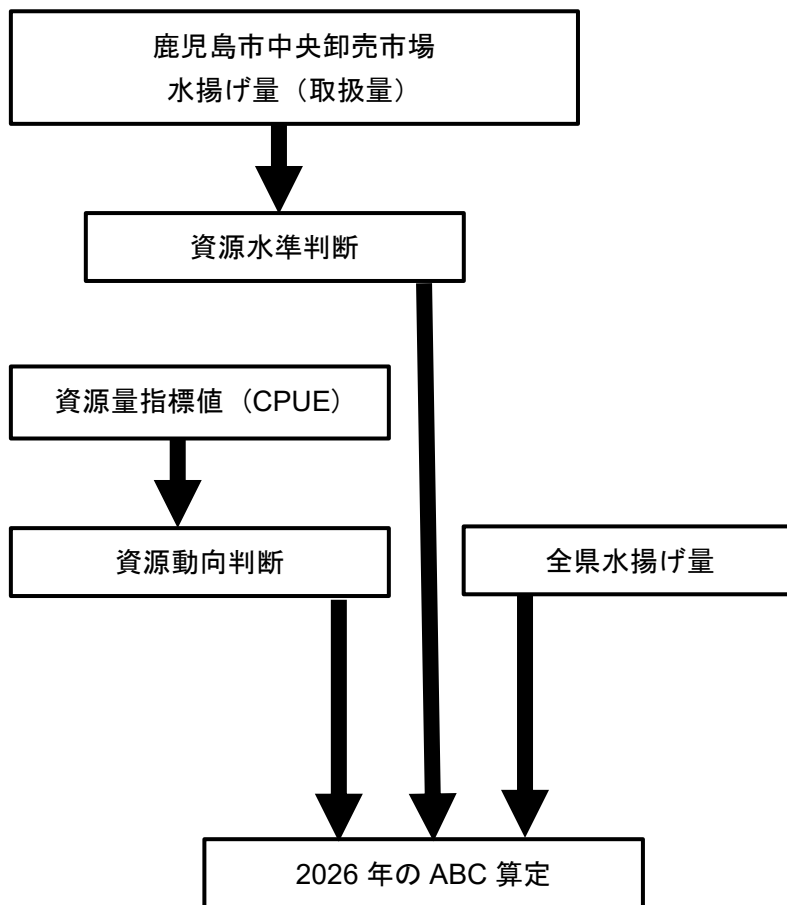 鹿児島市中央卸売市場
水揚げ量（取扱量）
資源水準判断
資源量指標値（CPUE）
資源動向判断
全県水揚げ量
2026 年の ABC 算定